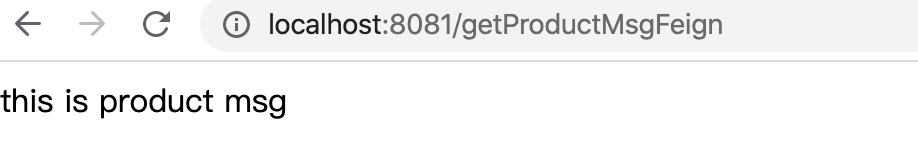 localhost:8081/getProductMsgFeign
this is product msg